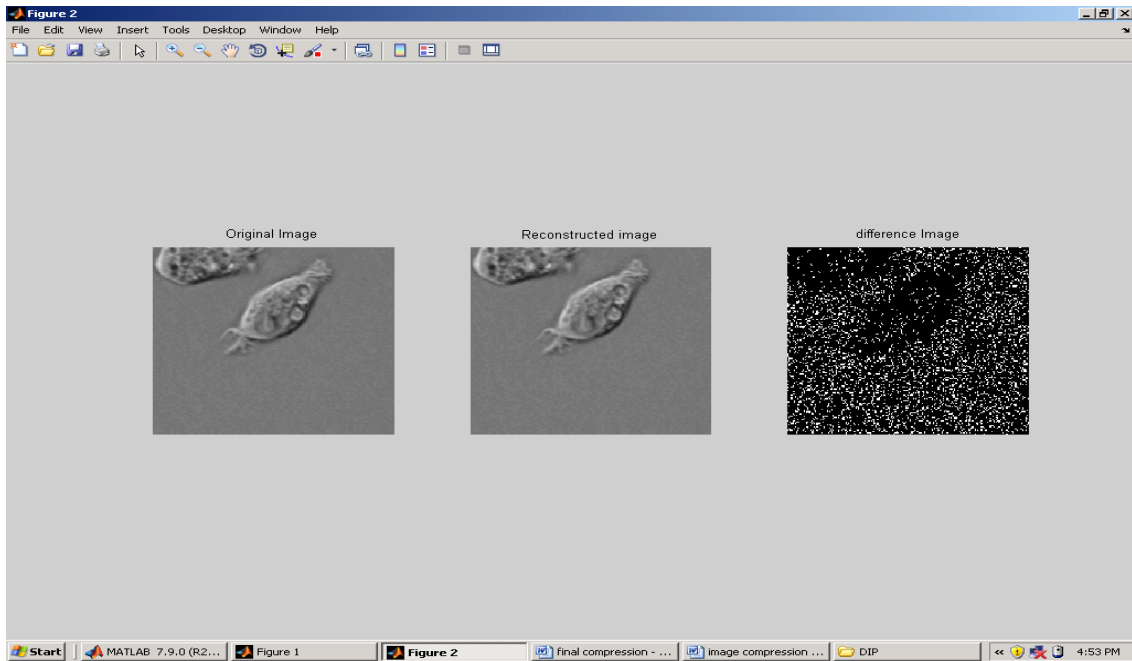 Figure 2
File Edit View Insert Tools Desktop Window Help
Original Image
Reconstructed image
difference Image
Start
MATLAB 7.9.0 (R2...
Figure 1
Figure 2
final compression - ...
image compression ...
DIP
4:53 PM